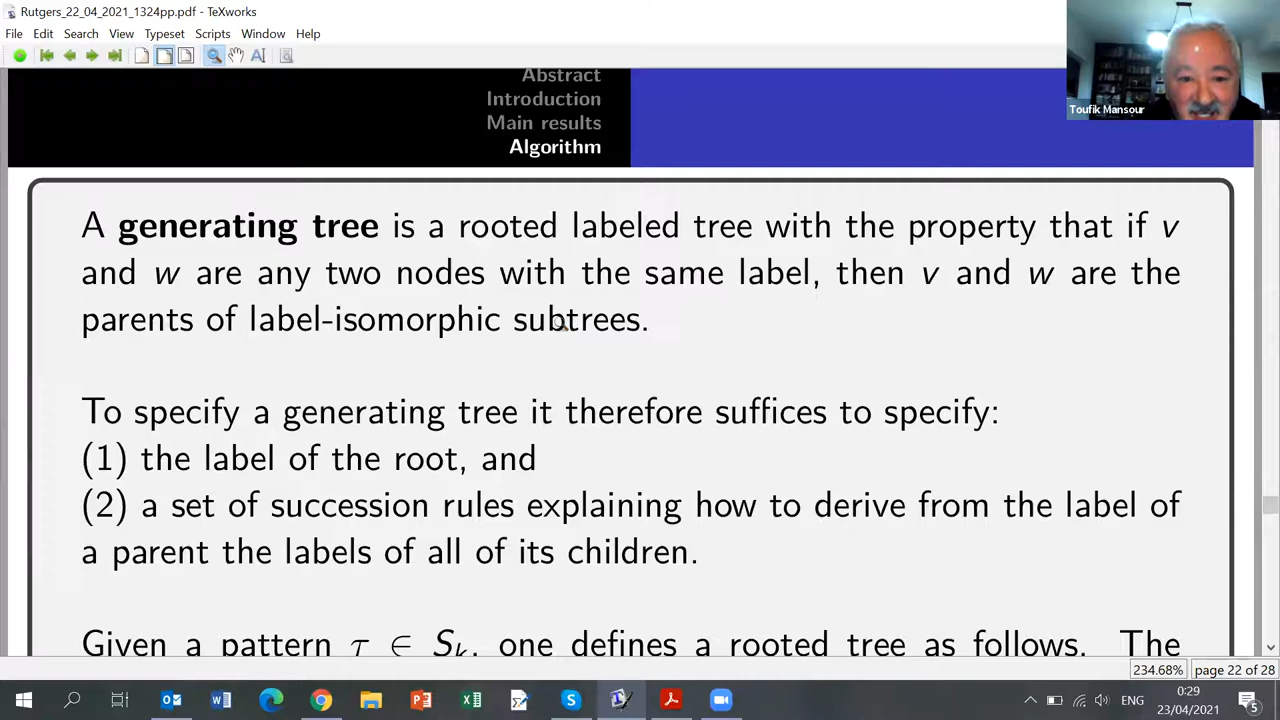 Rutgers_22_04_2021_1324pp.pdf - TeXworks
File Edit Search View Typeset Scripts Window Help
Toufik Mansour
Abstract
Introduction
Main results
Algorithm
A generating tree is a rooted labeled tree with the property that if v
and w are any two nodes with the same label, then v and w are the
parents of label-isomorphic subtrees.
To specify a generating tree it therefore suffices to specify:
(1) the label of the root, and
(2) a set of succession rules explaining how to derive from the label of
a parent the labels of all of its children.
Given a pattern τ ∈ Sk, one defines a rooted tree as follows. The
234.68% page 22 of 28
ENG
0:29
23/04/2021
5